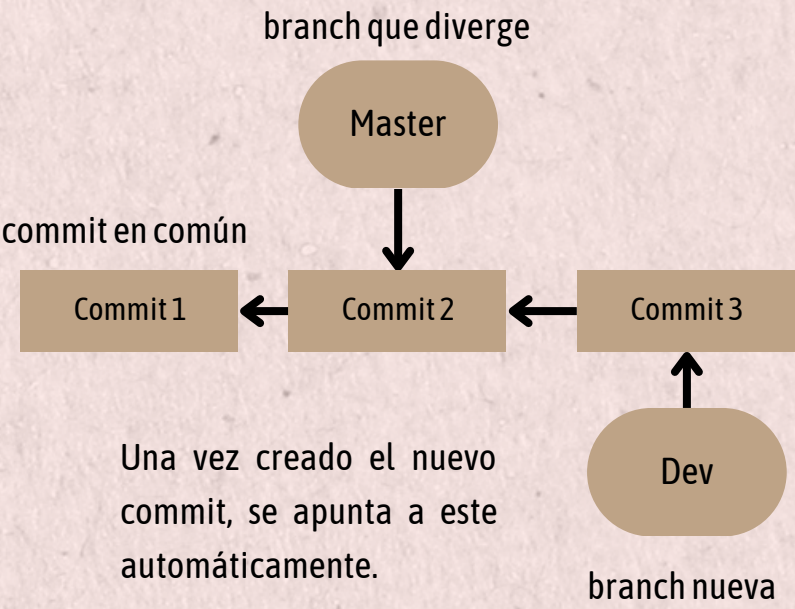 branch que diverge
Master
commit en común
Commit 1
Commit 2
Commit 3
Una vez creado el nuevo
commit, se apunta a este
automáticamente.
Dev
branch nueva